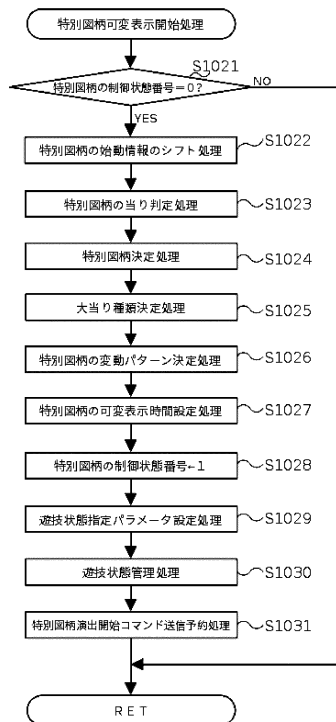 特別図柄可変表示開始処理
S1021
特別図柄の制御状態番号=0?
NO
YES
特別図柄の始動情報のシフト処理
S1022
特別図柄の当り判定処理
S1023
特別図柄決定処理
S1024
大当り種類決定処理
S1025
特別図柄の変動パターン決定処理
S1026
特別図柄の可変表示時間設定処理
S1027
特別図柄の制御状態番号←1
S1028
遊技状態指定パラメータ設定処理
S1029
遊技状態管理処理
S1030
特別図柄演出開始コマンド送信予約処理
S1031
RET